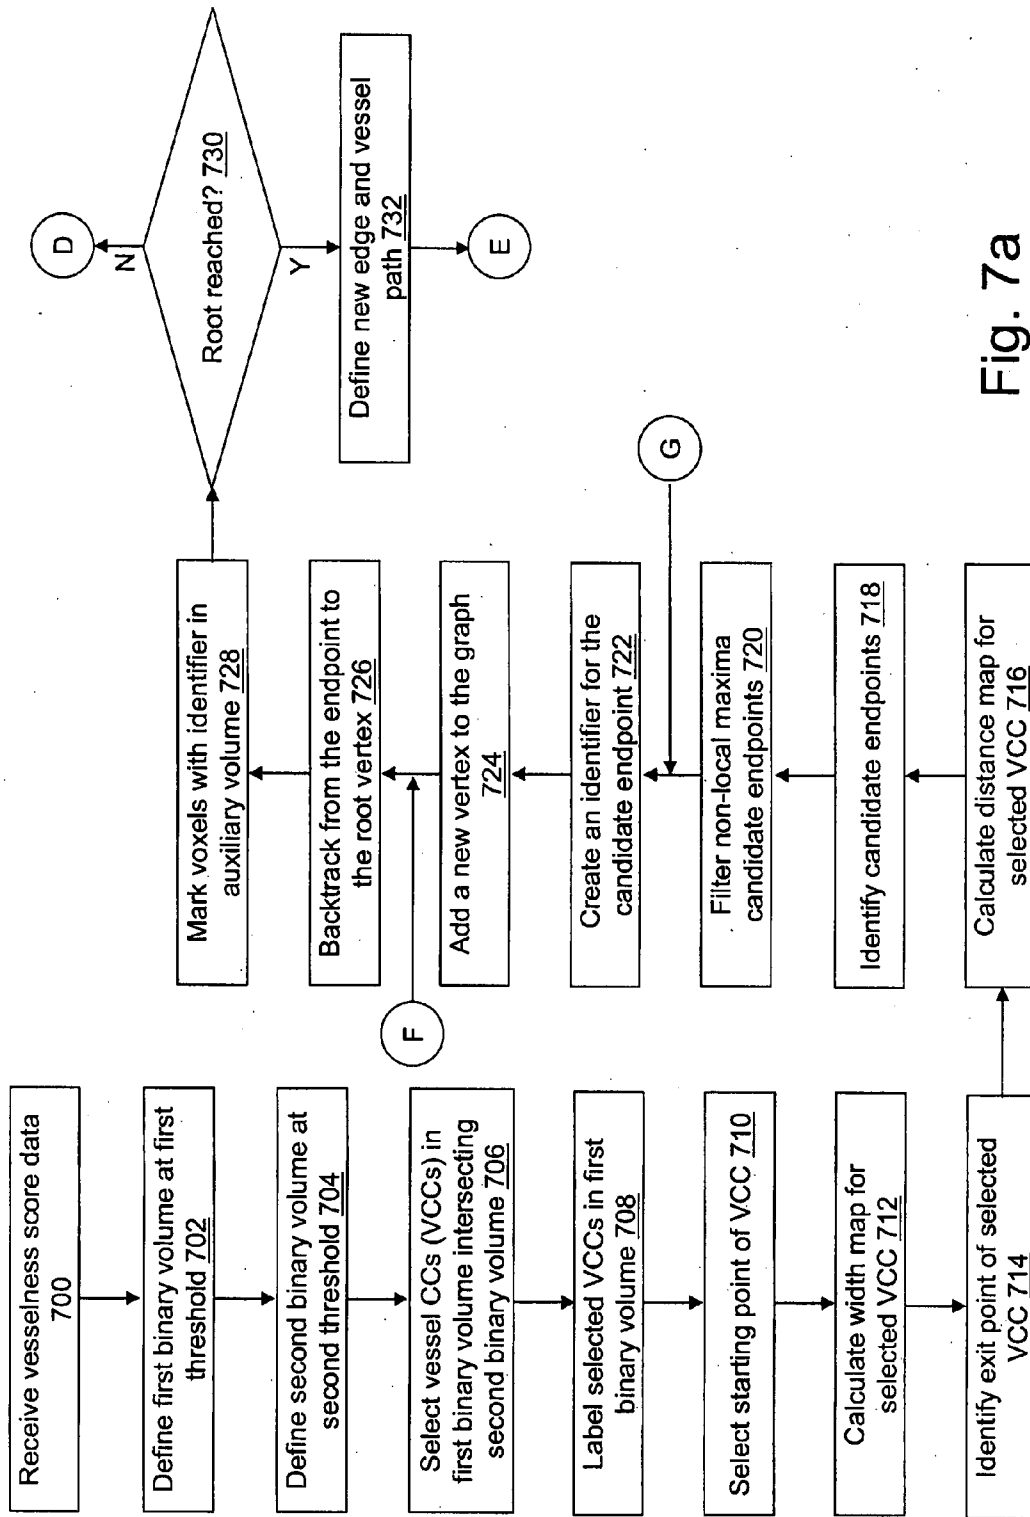 Receive vesselness score data
700
Define first binary volume at first
threshold 702
Define second binary volume at
second threshold 704
Select vessel CCs (VCCs) in
first binary volume intersecting
second binary volume 706
Label selected VCCs in first
binary volume 708
Select starting point of VCC 710
Calculate width map for
selected VCC 712
Identify exit point of selected
VCC 714
Calculate distance map for
selected VCC 716
Identify candidate endpoints 718
Filter non-local maxima
candidate endpoints 720
G
Create an identifier for the
candidate endpoint 722
Add a new vertex to the graph
724
F
Backtrack from the endpoint to
the root vertex 726
Mark voxels with identifier in
auxiliary volume 728
Root reached? 730
N
D
Y
Define new edge and vessel
path 732
E
Fig. 7a